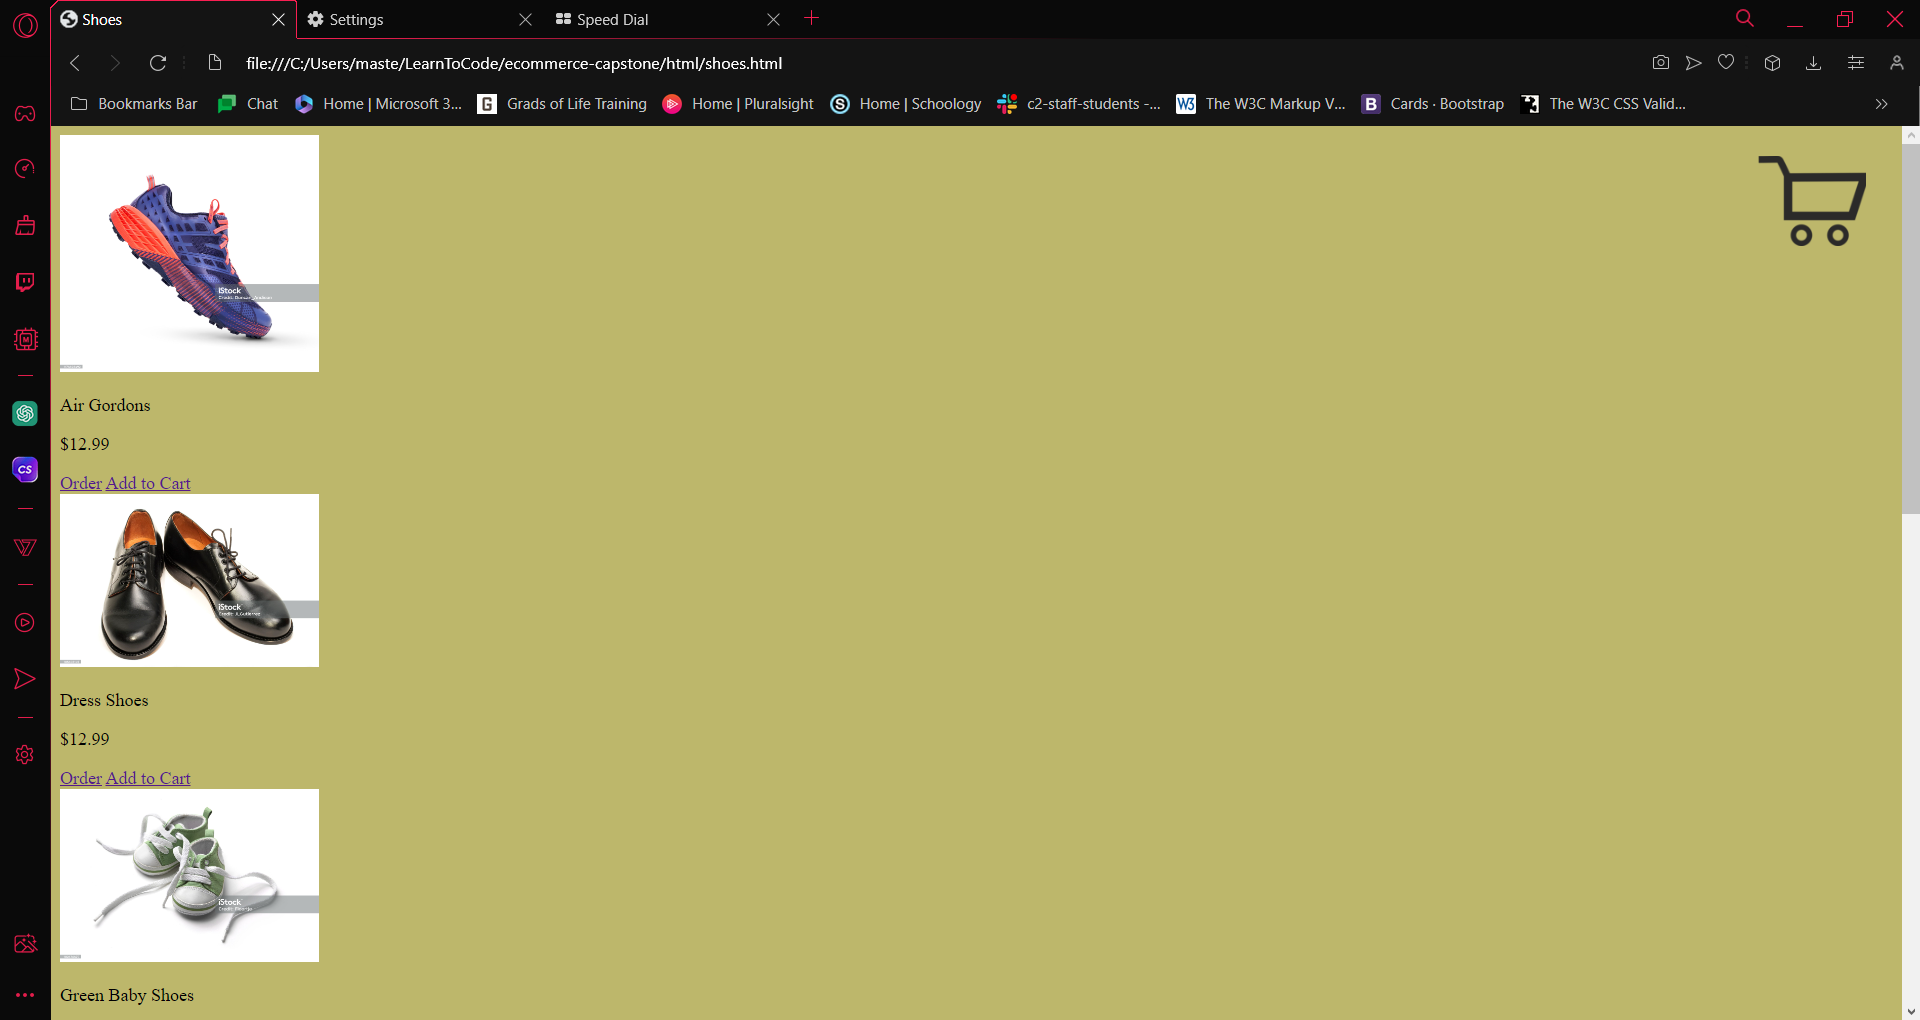 Shoes
Settings
Speed Dial
file:///C:/Users/maste/LearnToCode/ecommerce-capstone/html/shoes.html
Bookmarks Bar
Chat
Home | Microsoft 3...
G
Grads of Life Training
Home | Pluralsight
S
Home | Schoology
c2-staff-students -...
W3
The W3C Markup V...
B
Cards · Bootstrap
The W3C CSS Valid...
M
CS
iStock
Air Gordons
$12.99
Order Add to Cart
iStock
Dress Shoes
$12.99
Order Add to Cart
iStock
Green Baby Shoes